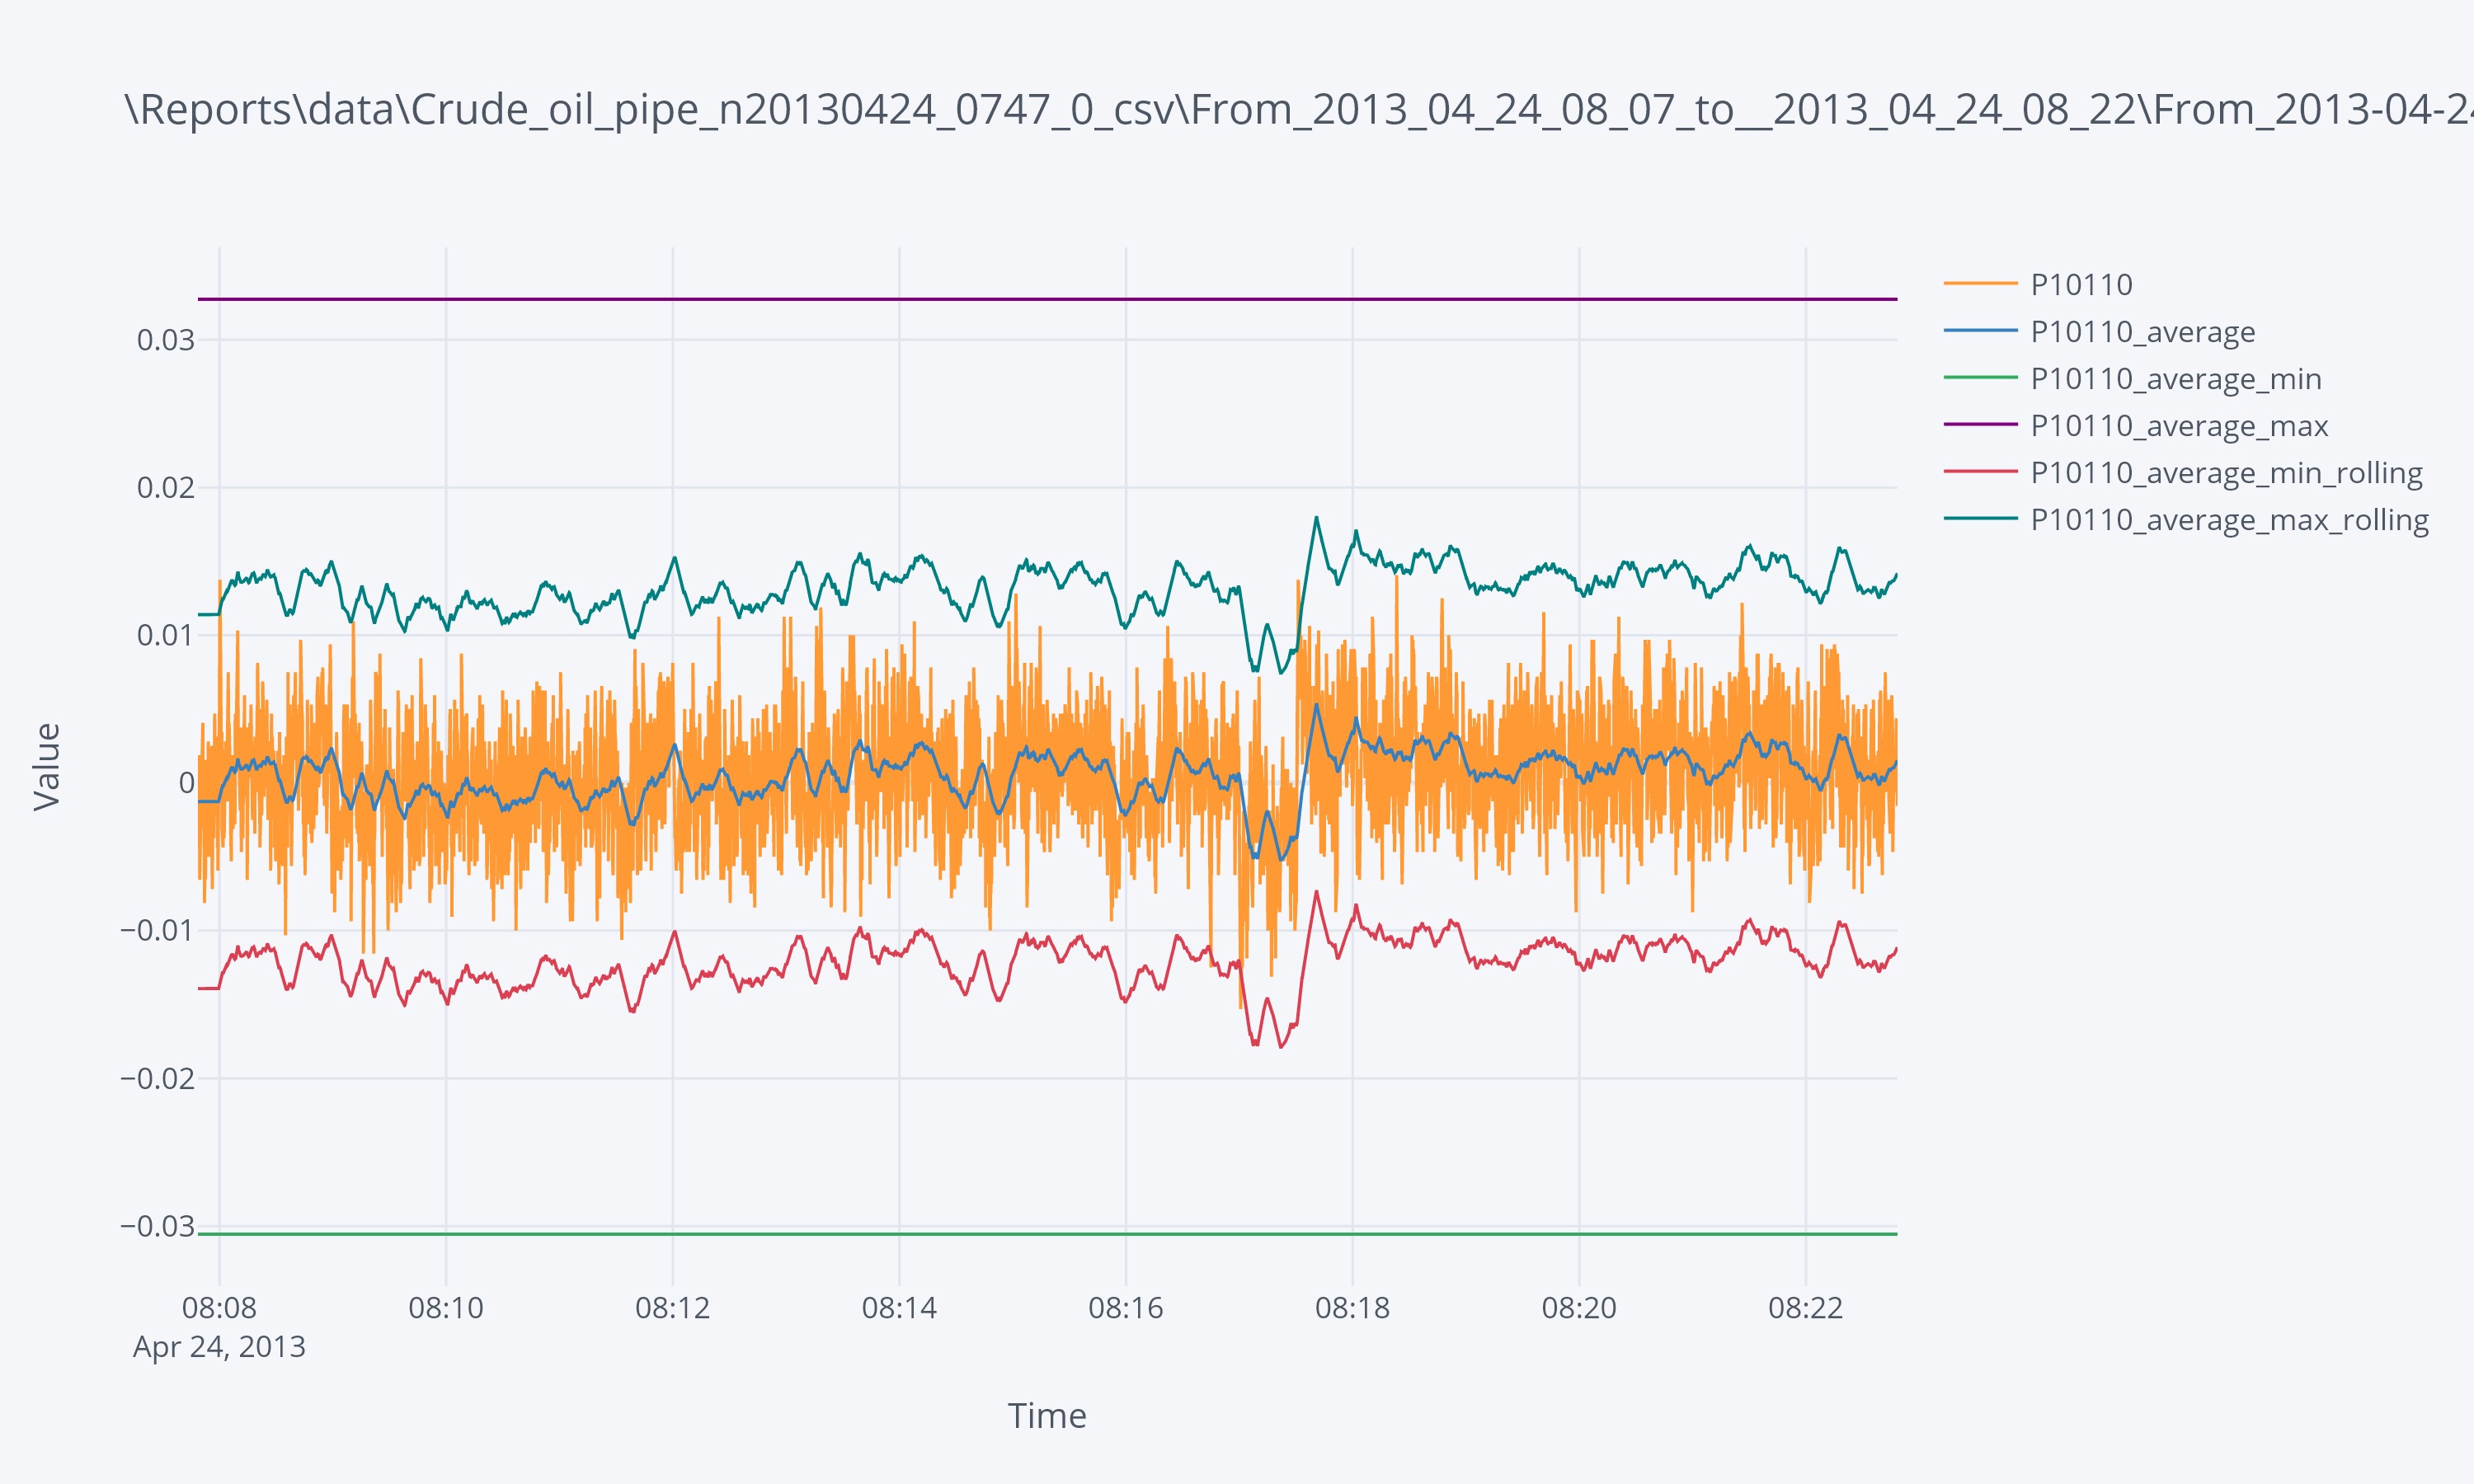 \Reports\data\Crude_oil_pipe_n20130424_0747_0_csv\From_2013_04_24_08_07_to__2013_04_24_08_22\From_2013-04-24
P10110
P10110_average
P10110_average_min
P10110_average_max
P10110_average_min_rolling
P10110_average_max_rolling
0.03
0.02
0.01
0
−0.01
−0.02
−0.03
Value
08:08 08:10 08:12 08:14 08:16 08:18 08:20 08:22
Apr 24, 2013
Time